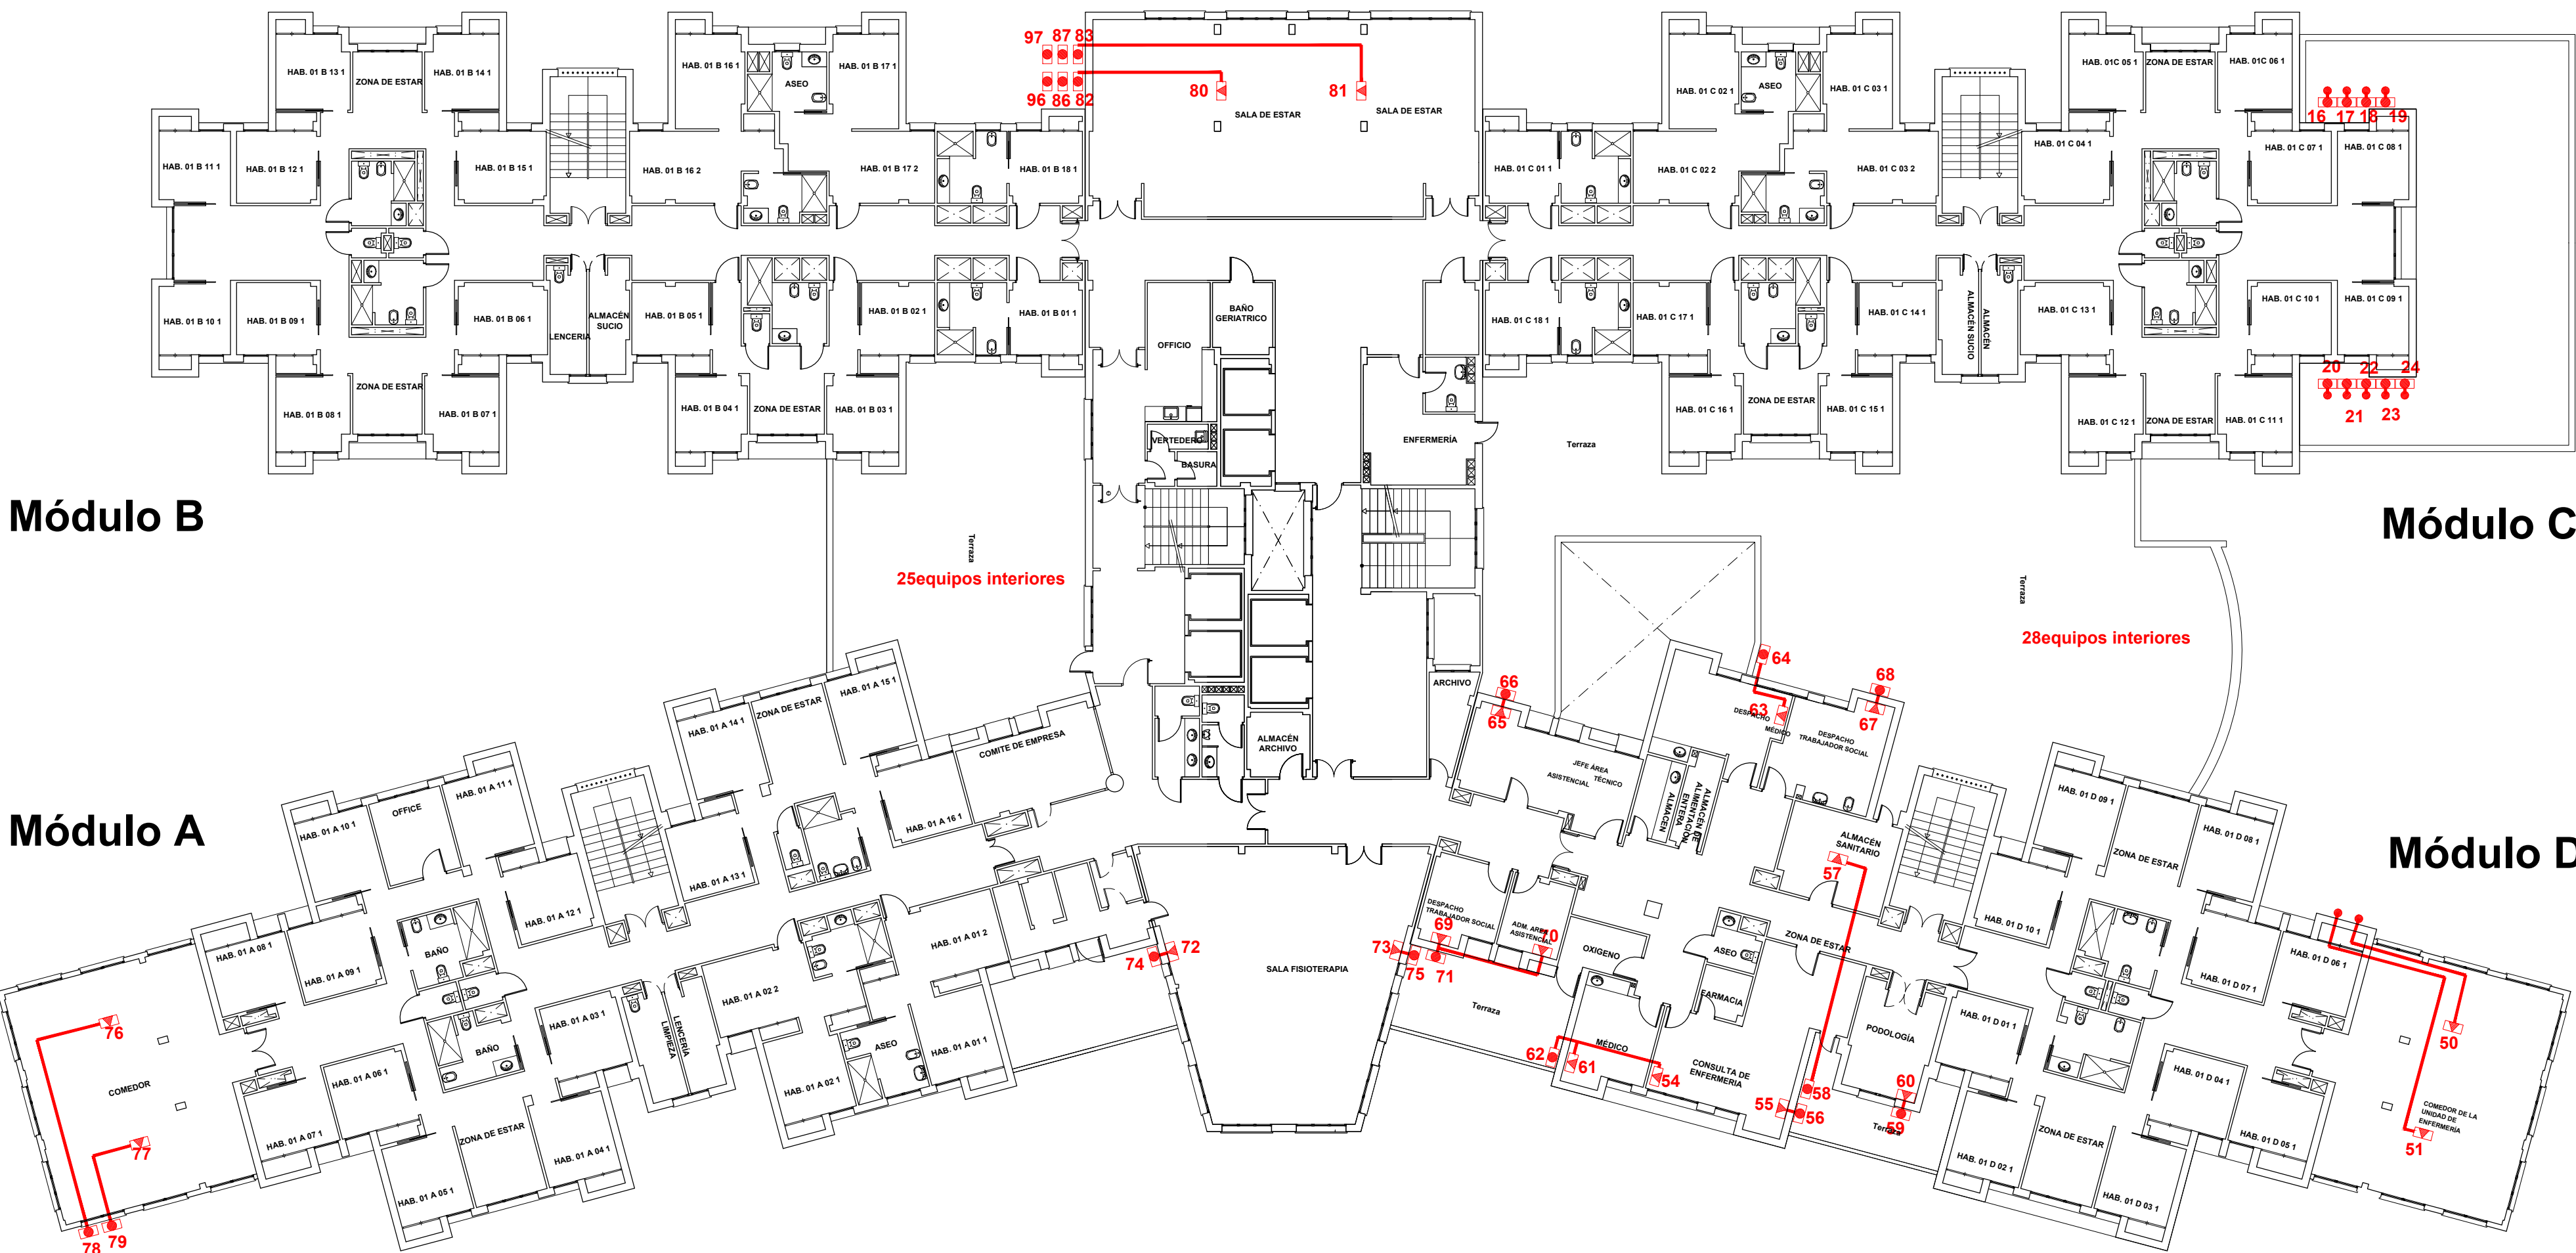 97 87 83
96 86 82
80
81
SALA DE ESTAR
SALA DE ESTAR
HAB. 01 B 13 1
ZONA DE ESTAR
HAB. 01 B 14 1
HAB. 01 B 16 1
ASEO
HAB. 01 B 17 1
HAB. 01 B 11 1
HAB. 01 B 12 1
HAB. 01 B 15 1
HAB. 01 B 16 2
HAB. 01 B 17 2
HAB. 01 B 18 1
HAB. 01 C 02 1
ASEO
HAB. 01 C 03 1
HAB. 01C 05 1
ZONA DE ESTAR
HAB. 01C 06 1
16 17 18 19
HAB. 01 C 01 1
HAB. 01 C 02 2
HAB. 01 C 03 2
HAB. 01 C 04 1
HAB. 01 C 07 1
HAB. 01 C 08 1
HAB. 01 B 10 1
HAB. 01 B 09 1
HAB. 01 B 06 1
LENCERIA
ALMACÉN
SUCIO
HAB. 01 B 05 1
HAB. 01 B 02 1
HAB. 01 B 01 1
OFFICIO
BAÑO
GERIATRICO
HAB. 01 C 18 1
HAB. 01 C 17 1
HAB. 01 C 14 1
ALMACÉN SUCIO
ALMACÉN
HAB. 01 C 13 1
HAB. 01 C 10 1
HAB. 01 C 09 1
20 22 24
21 23
HAB. 01 B 08 1
ZONA DE ESTAR
HAB. 01 B 07 1
HAB. 01 B 04 1
ZONA DE ESTAR
HAB. 01 B 03 1
VERTEDERO
BASURA
ENFERMERÍA
Terraza
HAB. 01 C 16 1
ZONA DE ESTAR
HAB. 01 C 15 1
HAB. 01 C 12 1
ZONA DE ESTAR
HAB. 01 C 11 1
Módulo B
Módulo C
Terraza
25equipos interiores
Terraza
28equipos interiores
Módulo A
Módulo D
HAB. 01 A 14 1
ZONA DE ESTAR
HAB. 01 A 15 1
COMITE DE EMPRESA
HAB. 01 A 10 1
OFFICE
HAB. 01 A 11 1
HAB. 01 A 12 1
HAB. 01 A 13 1
HAB. 01 A 16 1
ALMACÉN
ARCHIVO
ARCHIVO
66
65
64
63
68
67
DESPACHO
MÉDICO
DESPACHO
TRABAJADOR SOCIAL
JEFE ÁREA
TÉCNICO
ASISTENCIAL
ALMACEN
ALMACÉN DE
ALIMENTACIÓN
ENTERA
ALMACÉN
SANITARIO
57
HAB. 01 D 09 1
ZONA DE ESTAR
HAB. 01 D 08 1
HAB. 01 D 10 1
HAB. 01 D 07 1
HAB. 01 D 06 1
HAB. 01 A 08 1
HAB. 01 A 09 1
BAÑO
BAÑO
HAB. 01 A 03 1
LENCERÍA
LIMPIEZA
HAB. 01 A 02 2
HAB. 01 A 01 2
ASEO
HAB. 01 A 02 1
HAB. 01 A 01 1
72
74
SALA FISIOTERAPIA
73
75
DESPACHO
TRABAJADOR SOCIAL
69
71
ADM. AREA
ASISTENCIAL
70
OXIGENO
ASEO
FARMACIA
ZONA DE ESTAR
Terraza
PODOLOGÍA
MÉDICO
62
61
54
CONSULTA DE
ENFERMERIA
55
56
58
60
59
Terraza
HAB. 01 D 01 1
HAB. 01 D 02 1
ZONA DE ESTAR
HAB. 01 D 03 1
HAB. 01 D 04 1
HAB. 01 D 05 1
50
51
COMEDOR DE LA
UNIDAD DE
ENFERMERÍA
76
COMEDOR
77
78
79
HAB. 01 A 06 1
HAB. 01 A 07 1
HAB. 01 A 05 1
ZONA DE ESTAR
HAB. 01 A 04 1